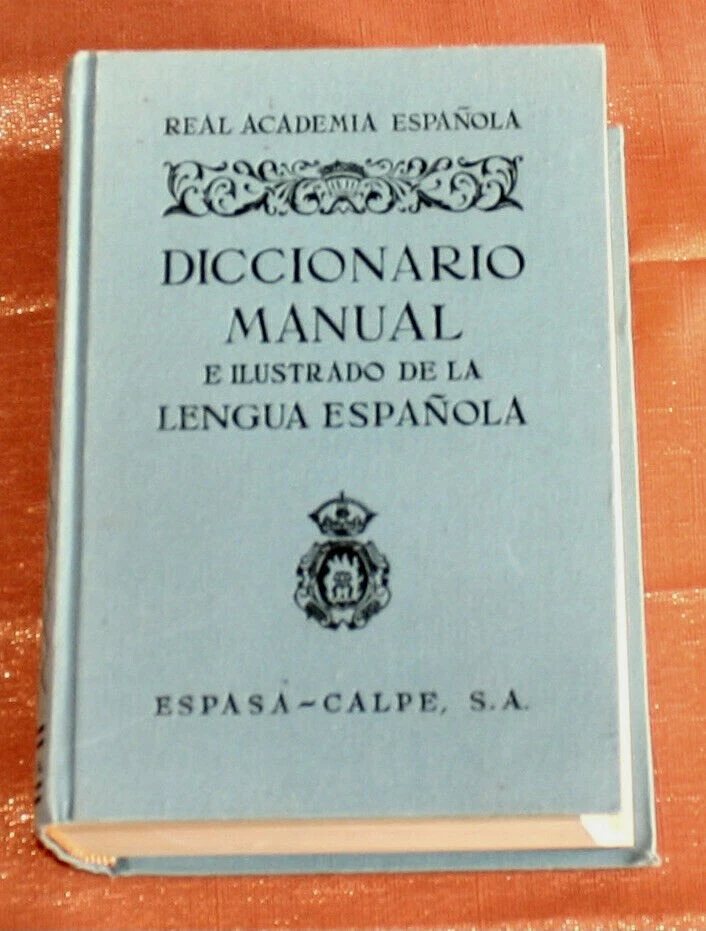 REAL ACADEMIA ESPAÑOLA
DICCIONARIO
MANUAL
E ILUSTRADO DE LA
LENGUA ESPAÑOLA
ESPASA-CALPE, S.A.